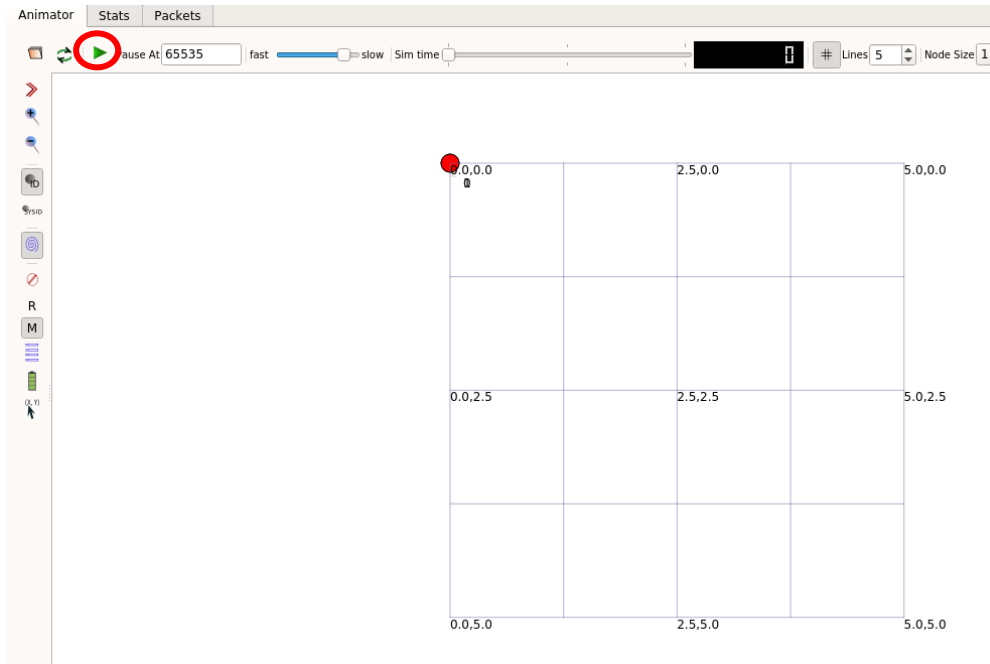 Animator Stats Packets
ause At 65535 fast slow Sim time 0 # Lines 5 Node Size 1
ID
SYSID
R
M
(X,Y)
0.0,0.0 2.5,0.0 5.0,0.0
0.0,2.5 2.5,2.5 5.0,2.5
0.0,5.0 2.5,5.0 5.0,5.0